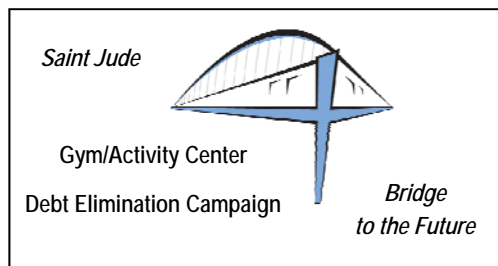 Saint Jude
Gym/Activity Center
Debt Elimination Campaign
Bridge
to the Future